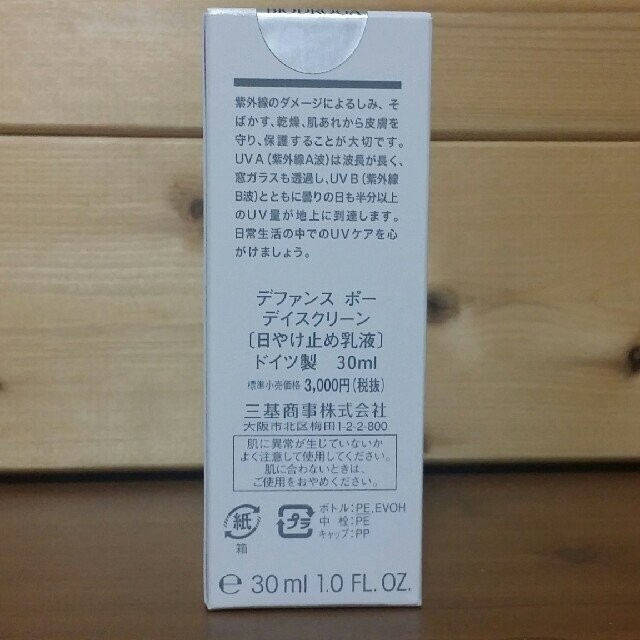 紫外線のダメージによるしみ、そ
ばかす、乾燥、肌あれから皮膚を
守り、保護することが大切です。
UVA(紫外線A波)は波長が長く、
窓ガラスも透過し、UVB(紫外線
B波)とともに曇りの日も半分以上
のUV量が地上に到達します。
日常生活の中でのUVケアを心
がけましょう。
デファンス ポー
デイスクリーン
〔日やけ止め乳液〕
ドイツ製 30ml
標準小売価格 3,000円(税抜)
三基商事株式会社
大阪市北区梅田1-2-2-800
肌に異常が生じていないか
よく注意して使用してください。
肌に合わないときは、
ご使用をおやめください。
紙
箱
プラ
ボトル:PE,EVOH
中 栓:PE
キャップ:PP
℮ 30 ml 1.0 FL.OZ.